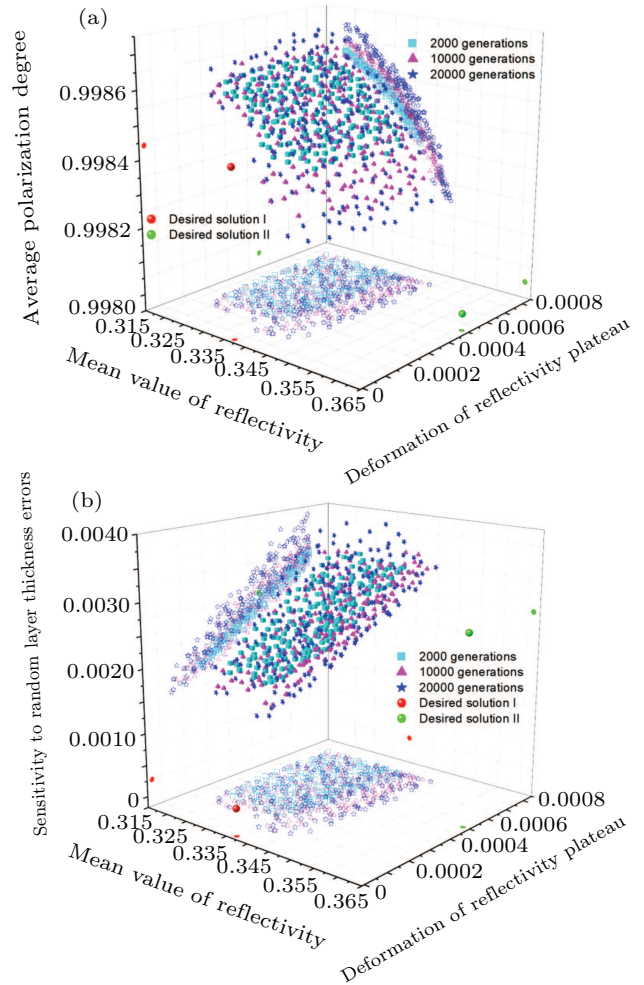 (a)
2000 generations
10000 generations
20000 generations
0.9986
0.9984
0.9982
0.9980
Average polarization degree
Desired solution I
Desired solution II
0.315
0.325
0.335
0.345
0.355
0.365
Mean value of reflectivity
0
0.0002
0.0004
0.0006
0.0008
Deformation of reflectivity plateau
(b)
0.0040
0.0030
0.0020
0.0010
0
Sensitivity to random layer thickness errors
2000 generations
10000 generations
20000 generations
Desired solution I
Desired solution II
0.315
0.325
0.335
0.345
0.355
0.365
Mean value of reflectivity
0
0.0002
0.0004
0.0006
0.0008
Deformation of reflectivity plateau